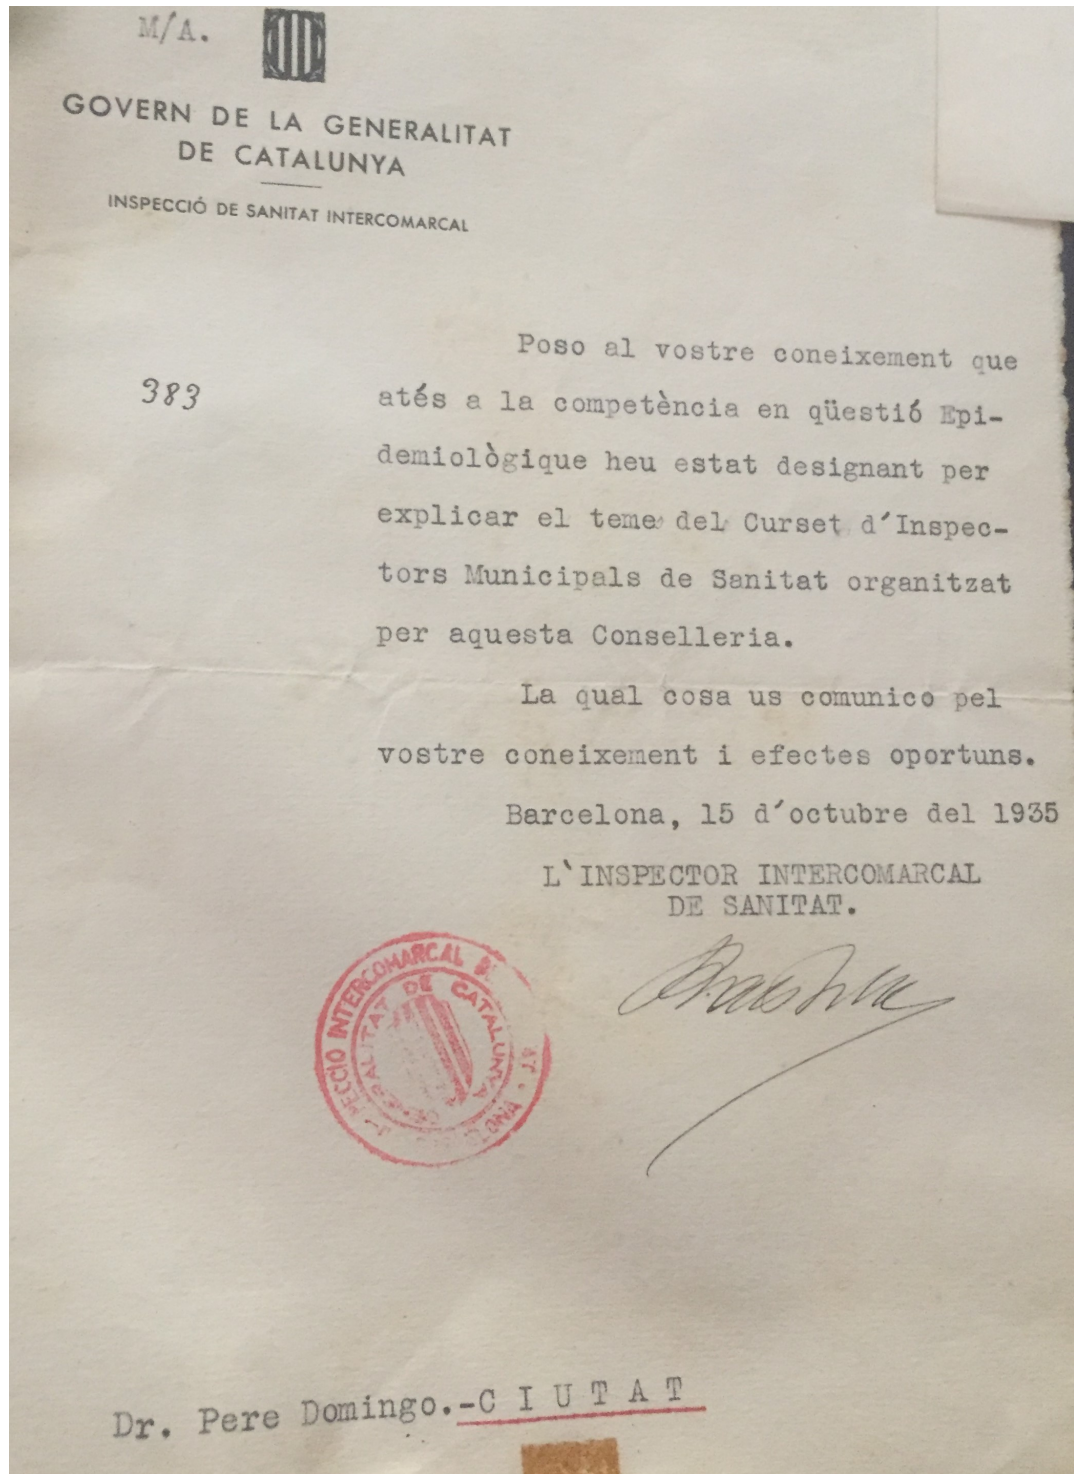 M/A.
GOVERN DE LA GENERALITAT
DE CATALUNYA
INSPECCIÓ DE SANITAT INTERCOMARCAL
Poso al vostre coneixement que
383
atés a la competència en qüestió Epi-
demiològique heu estat designant per
explicar el teme del Curset d'Inspec-
tors Municipals de Sanitat organitzat
per aquesta Conselleria.
La qual cosa us comunico pel
vostre coneixement i efectes oportuns.
Barcelona, 15 d'octubre del 1935
L'INSPECTOR INTERCOMARCAL
DE SANITAT.
INTERCOMARCAL
DE CATALUNYA
Dr. Pere Domingo.-C I U T A T